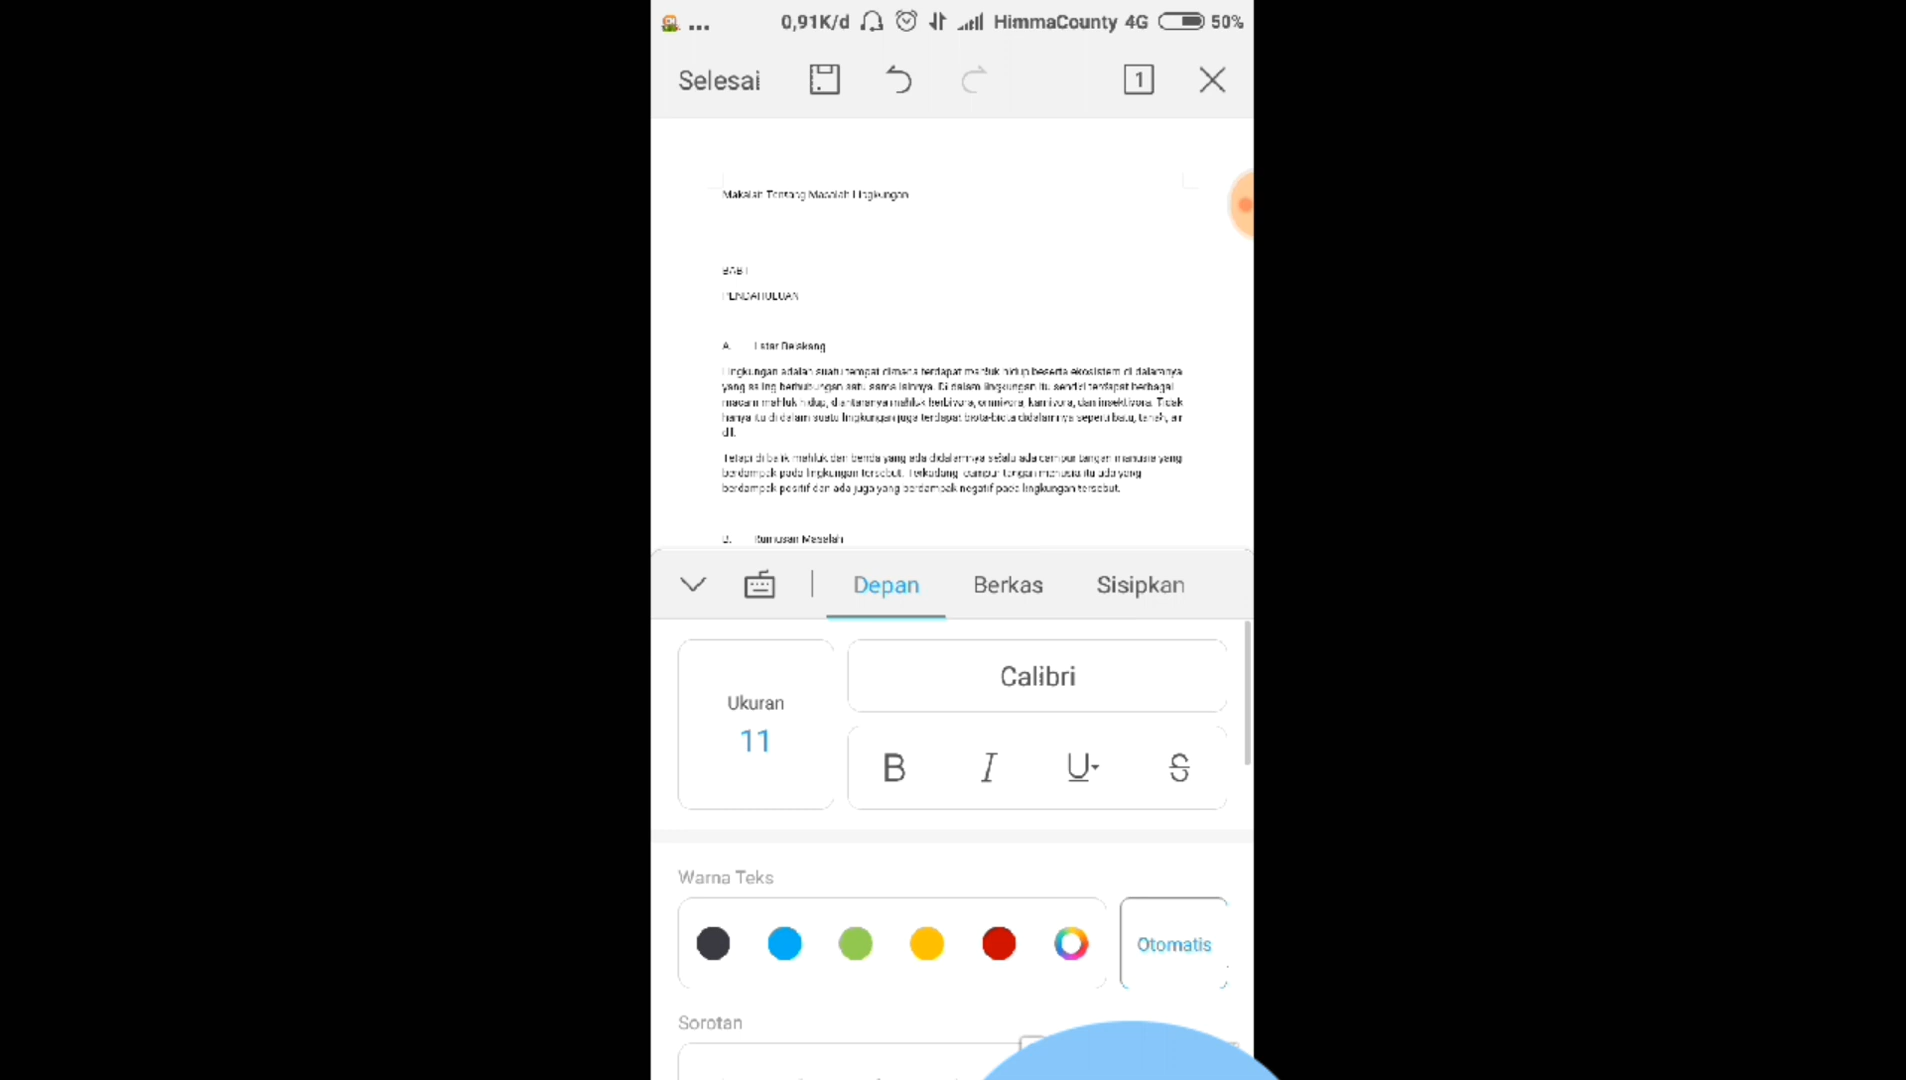 0,91K/d HimmaCounty 4G 50%
Selesai 1
Makalah Tentang Masalah Lingkungan
BAB I
PENDAHULUAN
A. Latar Belakang
Lingkungan adalah suatu tempat dimana terdapat mahluk hidup beserta ekosistem di dalamnya
yang saling berhubungan satu sama lainnya. Di dalam lingkungan itu sendiri terdapat berbagai
macam mahluk hidup, diantaranya mahluk herbivora, omnivora, karnivora, dan insektivora. Tidak
hanya itu di dalam suatu lingkungan juga terdapat biota-biota didalamnya seperti batu, tanah, air
dll.
Tetapi di balik mahluk dan benda yang ada didalamnya selalu ada campur tangan manusia yang
berdampak pada lingkungan tersebut. Terkadang campur tangan manusia itu ada yang
berdampak positif dan ada juga yang berdampak negatif pada lingkungan tersebut.
B. Rumusan Masalah
Depan Berkas Sisipkan
Calibri
Ukuran
11
B I U S
Warna Teks
Otomatis
Sorotan